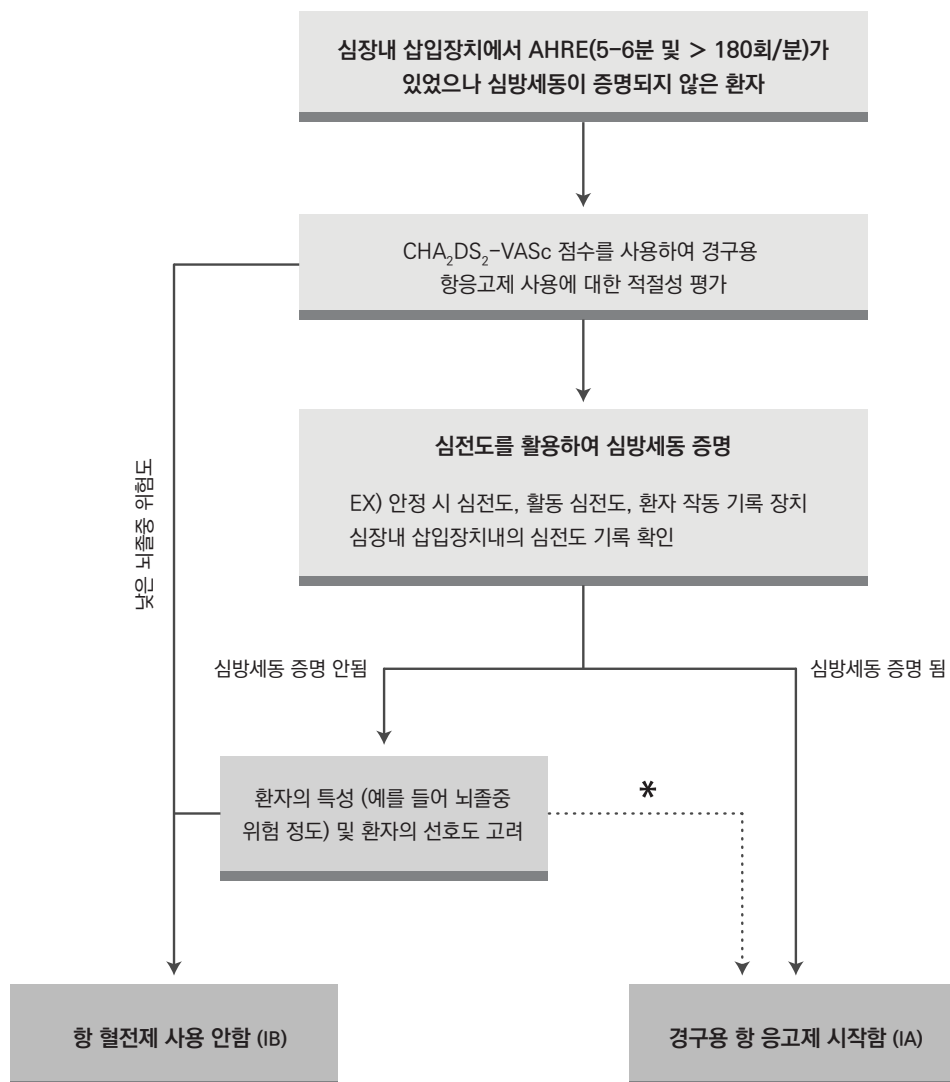 심장내 삽입장치에서 AHRE(5-6분 및 > 180회/분)가
있었으나 심방세동이 증명되지 않은 환자
CHA₂DS₂-VASc 점수를 사용하여 경구용
항응고제 사용에 대한 적절성 평가
낮은 뇌졸중 위험도
심전도를 활용하여 심방세동 증명
EX) 안정 시 심전도, 활동 심전도, 환자 작동 기록 장치
심장내 삽입장치내의 심전도 기록 확인
심방세동 증명 안됨
심방세동 증명 됨
환자의 특성 (예를 들어 뇌졸중
위험 정도) 및 환자의 선호도 고려
*
항 혈전제 사용 안함 (IB)
경구용 항 응고제 시작함 (IA)